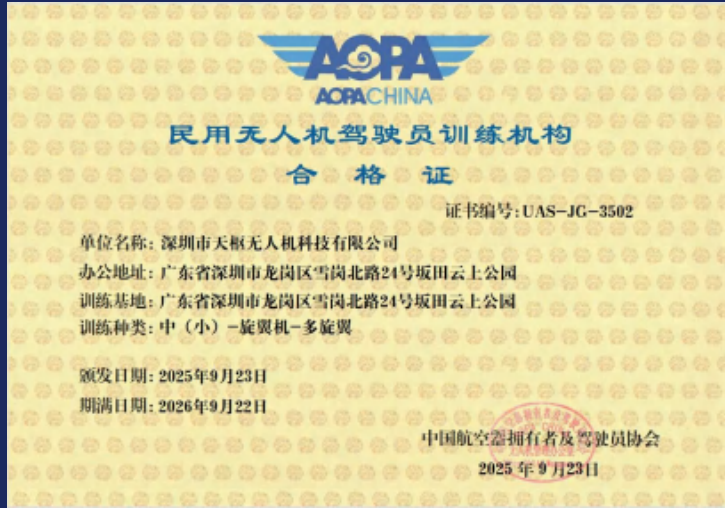 AOPA
AOPACHINA
民用无人机驾驶员训练机构
合 格 证
证书编号:UAS-JG-3502
单位名称: 深圳市天枢无人机科技有限公司
办公地址: 广东省深圳市龙岗区雪岗北路24号坂田云上公园
训练基地: 广东省深圳市龙岗区雪岗北路24号坂田云上公园
训练种类: 中（小）-旋翼机-多旋翼
颁发日期: 2025年9月23日
期满日期: 2026年9月22日
中国航空器拥有者及驾驶员协会
2025 年 9 月23日